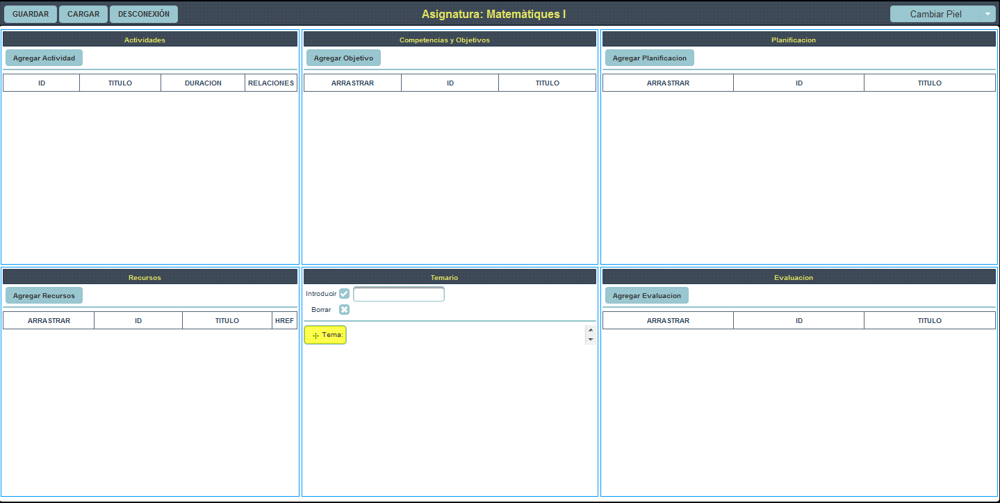 GUARDAR CARGAR DESCONEXIÓN Asignatura: Matemàtiques I Cambiar Piel
Actividades
Agregar Actividad
ID TITULO DURACION RELACIONES
Competencias y Objetivos
Agregar Objetivo
ARRASTRAR ID TITULO
Planificacion
Agregar Planificacion
ARRASTRAR ID TITULO
Recursos
Agregar Recursos
ARRASTRAR ID TITULO HREF
Temario
Introducir
Borrar
Tema:
Evaluacion
Agregar Evaluacion
ARRASTRAR ID TITULO